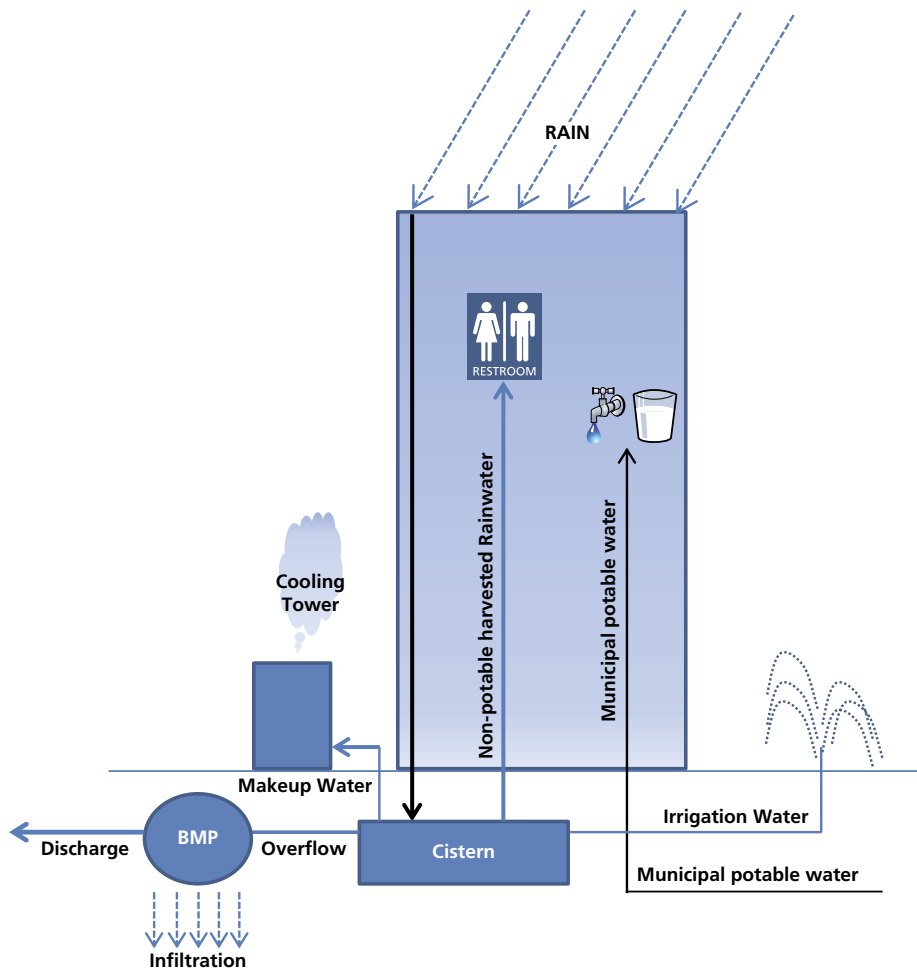 RAIN
RESTROOM
Non-potable harvested Rainwater
Municipal potable water
Cooling
Tower
Makeup Water
Irrigation Water
Discharge
BMP
Overflow
Cistern
Municipal potable water
Infiltration